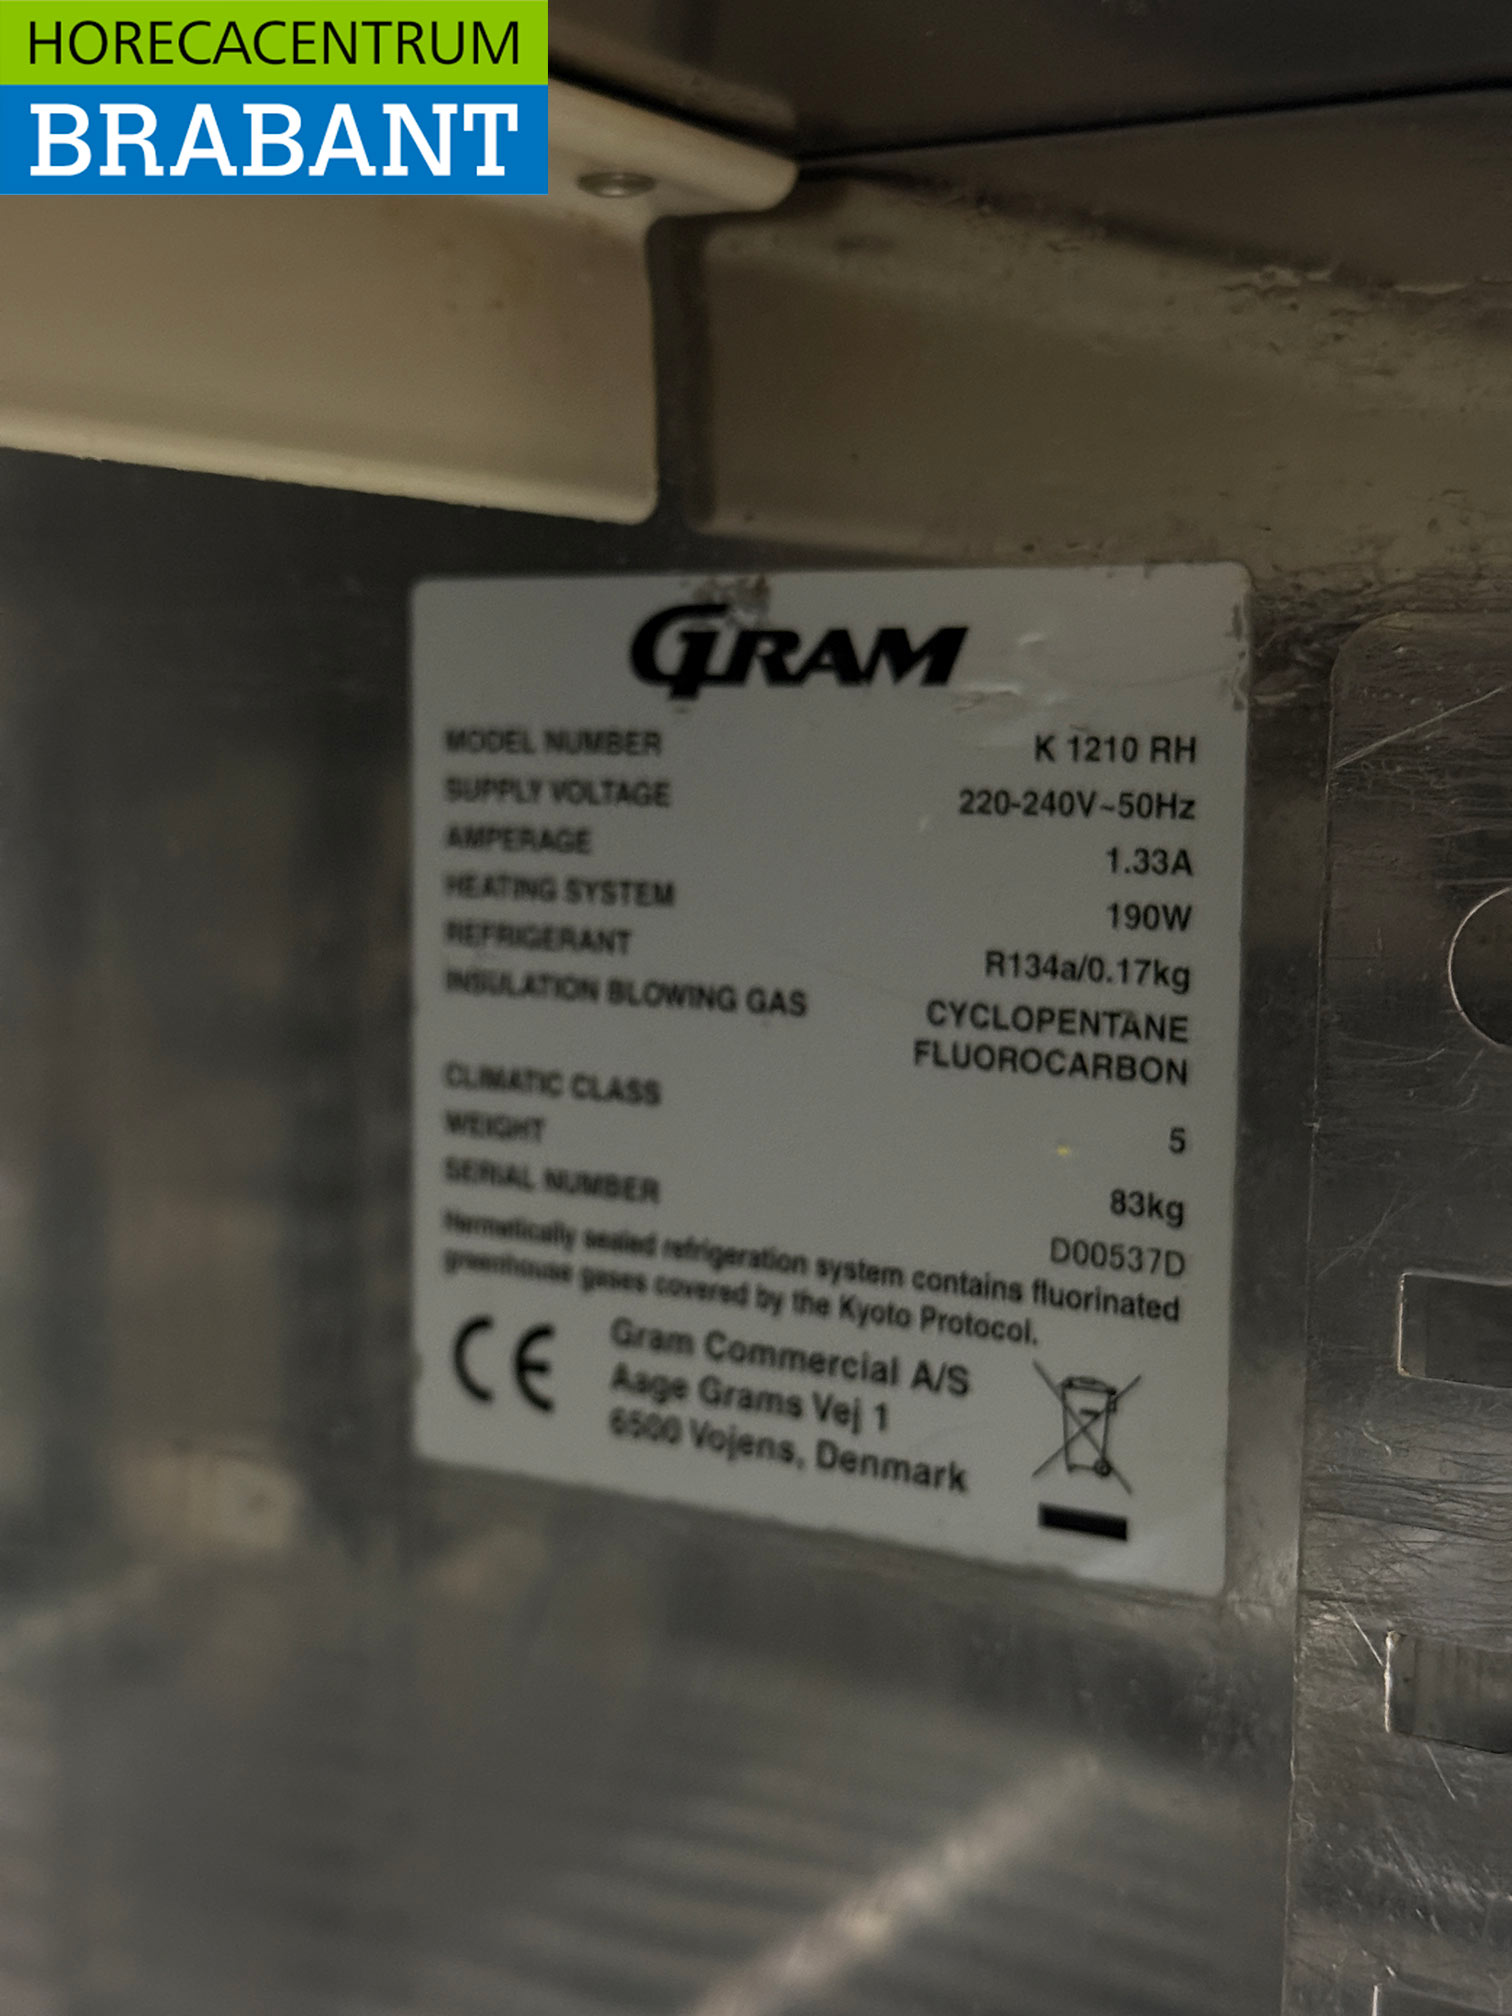 HORECACENTRUM
BRABANT
GRAM
MODEL NUMBER K 1210 RH
SUPPLY VOLTAGE 220-240V~50Hz
AMPERAGE 1.33A
HEATING SYSTEM 190W
REFRIGERANT R134a/0.17kg
INSULATION BLOWING GAS CYCLOPENTANE
FLUOROCARBON
CLIMATIC CLASS 5
WEIGHT 83kg
SERIAL NUMBER D00537D
Hermetically sealed refrigeration system contains fluorinated
greenhouse gases covered by the Kyoto Protocol.
CE
Gram Commercial A/S
Aage Grams Vej 1
6500 Vojens, Denmark